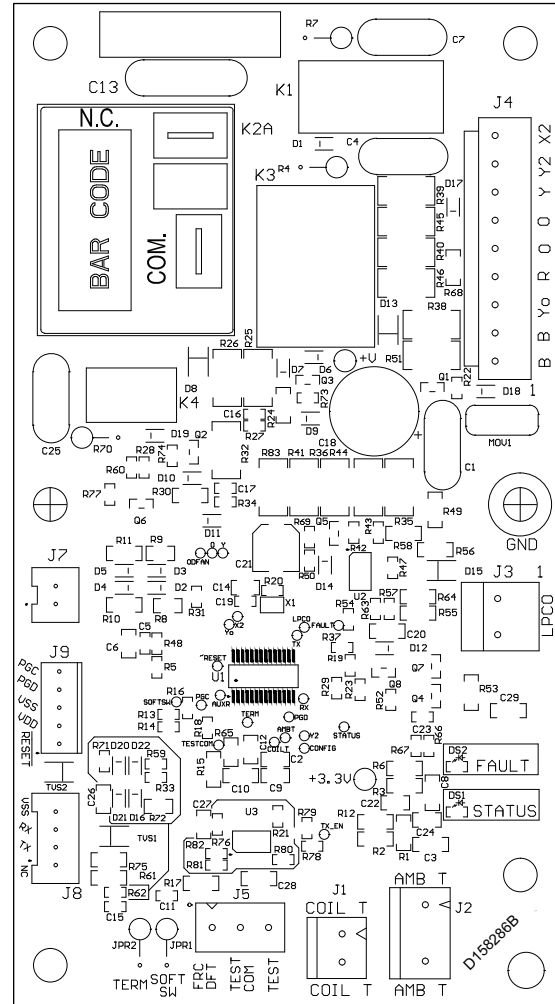 R7
C7
C13
K1
N.C.
K2A
J4
D1
C4
R4
K3
BAR CODE
COM.
X2
Y2
Y
O
O
R
Yo
B
B
R39
D17
R45
R40
R46
R68
D13
R38
R51
R26
R25
+V
D7
D6
Q3
R73
D8
K4
C16
R24
D9
R27
C18
+
Q1
R22
D18
1
MOV1
C25
R70
D19
Q2
R28
R74
R60
D10
R32
R77
R30
C17
R34
Q6
D11
R83
R41
R36
R44
C1
R49
GND
R69
Q5
R43
R35
R42
R58
R56
R11
R9
O
Y
ODFAN
C21
R50
D14
U2
R47
D15
J3
1
LPCO
J7
D5
D3
D4
D2
R10
R8
R31
C14
C19
R20
X1
R54
R63
R57
R64
R55
C20
C6
C5
R48
R5
X2
Yo
LPCO
FAULT
TX
R37
D12
J9
PGC
PGD
VSS
VDD
RESET
RESET
U1
R19
Q7
Q8
SOFTSW
R16
PGC
AUXR
RX
R29
R23
R52
Q4
R53
C29
R13
R14
R18
TERM
PGD
STATUS
C23
R66
TESTCOM
R65
AMBT
COILT
Y2
CONFIG
C12
R67
DS2
FAULT
TVS2
R71
D20
D22
R59
R15
C10
C9
C2
+3.3V
R6
R3
C8
DS1
STATUS
C26
R33
D21
D16
R72
C22
VSS
RX
TX
NC
J8
TVS1
C27
U3
R21
R79
TX_EN
R12
C24
R82
R76
R81
R80
R78
R2
R1
C3
R75
R61
R62
R17
C11
C28
C15
J5
J1
COIL T
AMB T
J2
JPR2
JPR1
TERM
SOFT SW
FRC DFT
TEST COM
TEST
COIL T
AMB T
D158286B